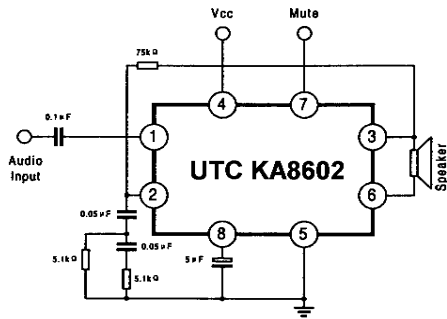 Vcc
Mute
75kΩ
0.1μF
4
7
1
3
Audio
Input
UTC KA8602
Speaker
2
6
0.05μF
8
5
0.05μF
5.1kΩ
5.1kΩ
5μF